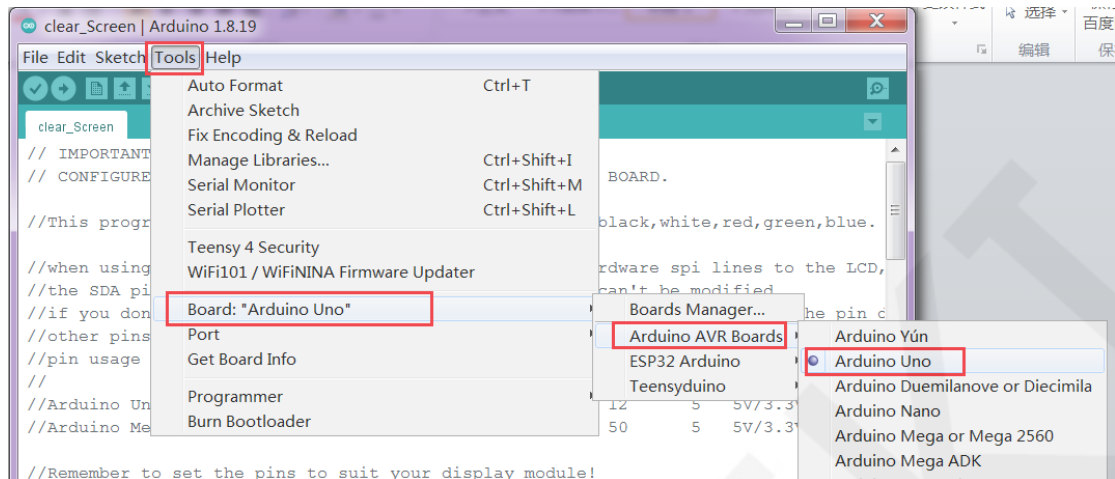 clear_Screen | Arduino 1.8.19
选择
百度
编辑
保
File Edit Sketch Tools Help
Auto Format Ctrl+T
Archive Sketch
Fix Encoding & Reload
Manage Libraries... Ctrl+Shift+I
Serial Monitor Ctrl+Shift+M
Serial Plotter Ctrl+Shift+L
Teensy 4 Security
WiFi101 / WiFiNINA Firmware Updater
Board: "Arduino Uno"
Port
Get Board Info
Programmer
Burn Bootloader
Boards Manager...
Arduino AVR Boards
ESP32 Arduino
Teensyduino
Arduino Yún
Arduino Uno
Arduino Duemilanove or Diecimila
Arduino Nano
Arduino Mega or Mega 2560
Arduino Mega ADK
clear_Screen
// IMPORTANT
// CONFIGURE BOARD.
//This progr black,white,red,green,blue.
//when using rdware spi lines to the LCD,
//the SDA pi can't be modified
//if you don he pin d
//other pins
//pin usage
//
//Arduino Un 12 5 5V/3.3V
//Arduino Me 50 5 5V/3.3V
//Remember to set the pins to suit your display module!